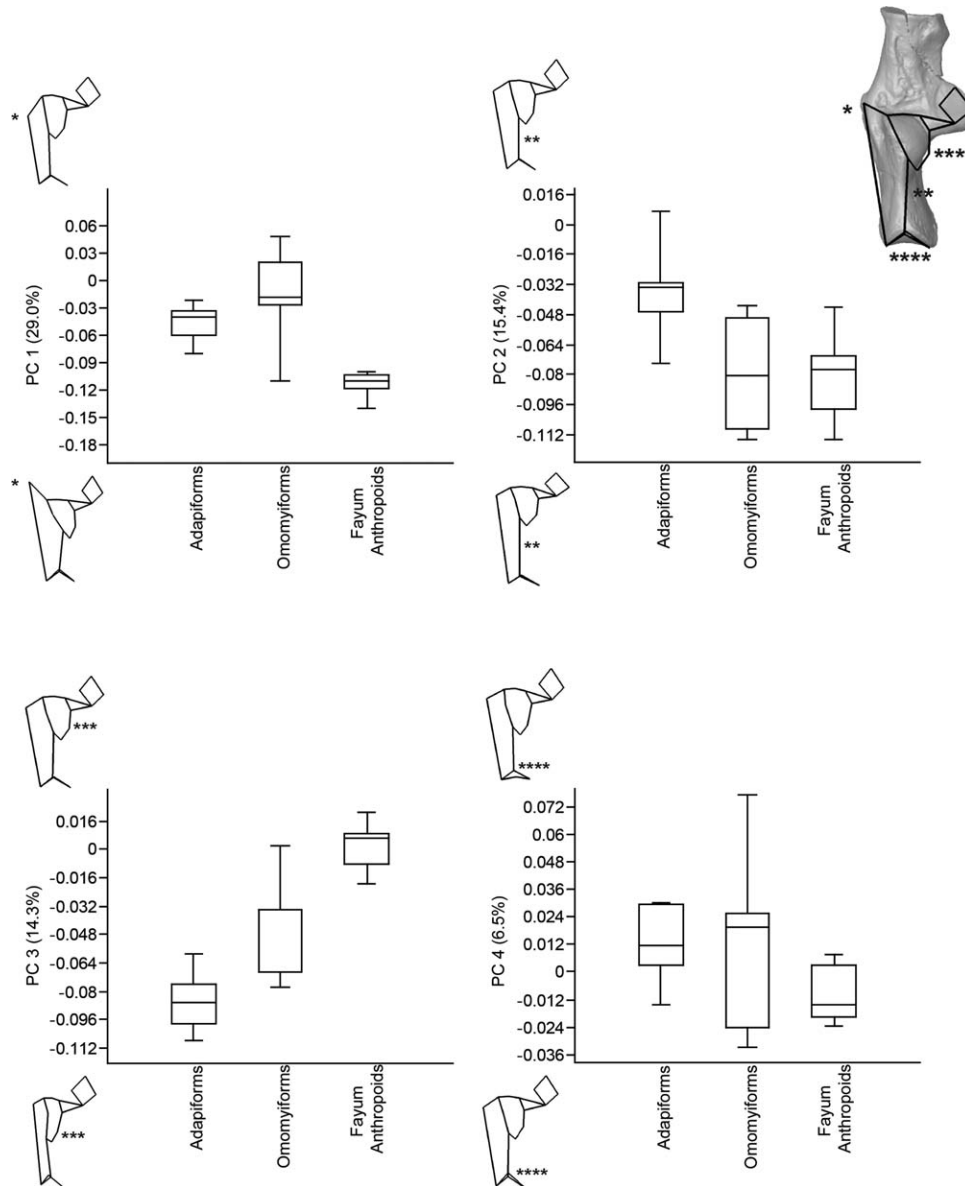 *
**
*
***
**
****
PC 1 (29.0%)
0.06
0.03
0
-0.03
-0.06
-0.09
-0.12
-0.15
-0.18
Adapiforms
Omomyiforms
Fayum
Anthropoids
*
PC 2 (15.4%)
0.016
0
-0.016
-0.032
-0.048
-0.064
-0.08
-0.096
-0.112
Adapiforms
Omomyiforms
Fayum
Anthropoids
**
***
PC 3 (14.3%)
0.016
0
-0.016
-0.032
-0.048
-0.064
-0.08
-0.096
-0.112
Adapiforms
Omomyiforms
Fayum
Anthropoids
***
****
PC 4 (6.5%)
0.072
0.06
0.048
0.036
0.024
0.012
0
-0.012
-0.024
-0.036
Adapiforms
Omomyiforms
Fayum
Anthropoids
****